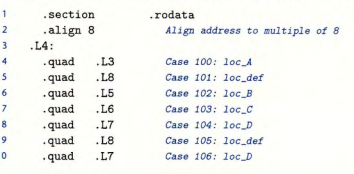 1 .section .rodata
2 .align 8 Align address to multiple of 8
3 .L4:
4 .quad .L3 Case 100: loc_A
5 .quad .L8 Case 101: loc_def
6 .quad .L5 Case 102: loc_B
7 .quad .L6 Case 103: loc_C
8 .quad .L7 Case 104: loc_D
9 .quad .L8 Case 105: loc_def
0 .quad .L7 Case 106: loc_D